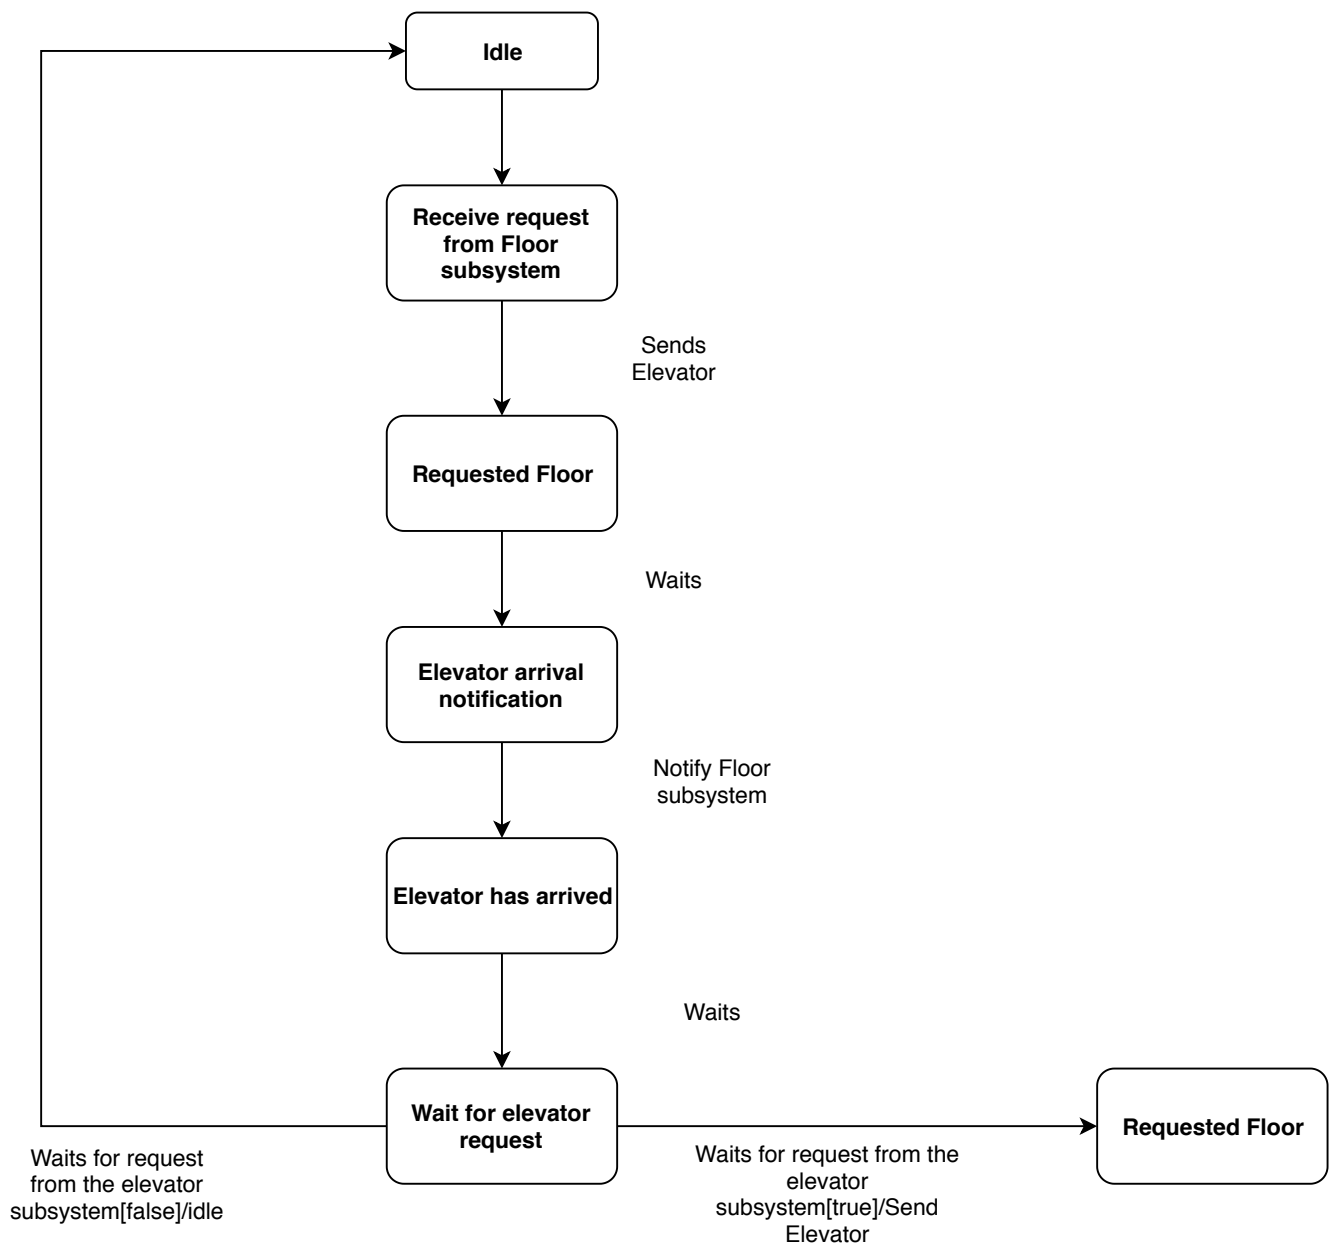 Idle
Receive request
from Floor
subsystem
Sends
Elevator
Requested Floor
Waits
Elevator arrival
notification
Notify Floor
subsystem
Elevator has arrived
Waits
Wait for elevator
request
Requested Floor
Waits for request
from the elevator
subsystem[false]/idle
Waits for request from the
elevator
subsystem[true]/Send
Elevator